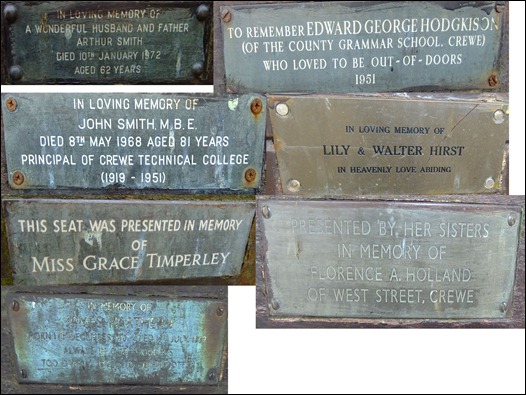 IN LOVING MEMORY OF
A WONDERFUL HUSBAND AND FATHER
ARTHUR SMITH
DIED 10TH JANUARY 1972
AGED 62 YEARS
TO REMEMBER EDWARD GEORGE HODGKISON
(OF THE COUNTY GRAMMAR SCHOOL, CREWE)
WHO LOVED TO BE OUT-OF-DOORS
1951
IN LOVING MEMORY OF
JOHN SMITH, M.B.E.
DIED 8TH MAY 1968 AGED 81 YEARS
PRINCIPAL OF CREWE TECHNICAL COLLEGE
(1919 - 1951)
IN LOVING MEMORY OF
LILY & WALTER HIRST
IN HEAVENLY LOVE ABIDING
THIS SEAT WAS PRESENTED IN MEMORY
OF
MISS GRACE TIMPERLEY
PRESENTED BY HER SISTERS
IN MEMORY OF
FLORENCE A. HOLLAND
OF WEST STREET, CREWE
IN MEMORY OF